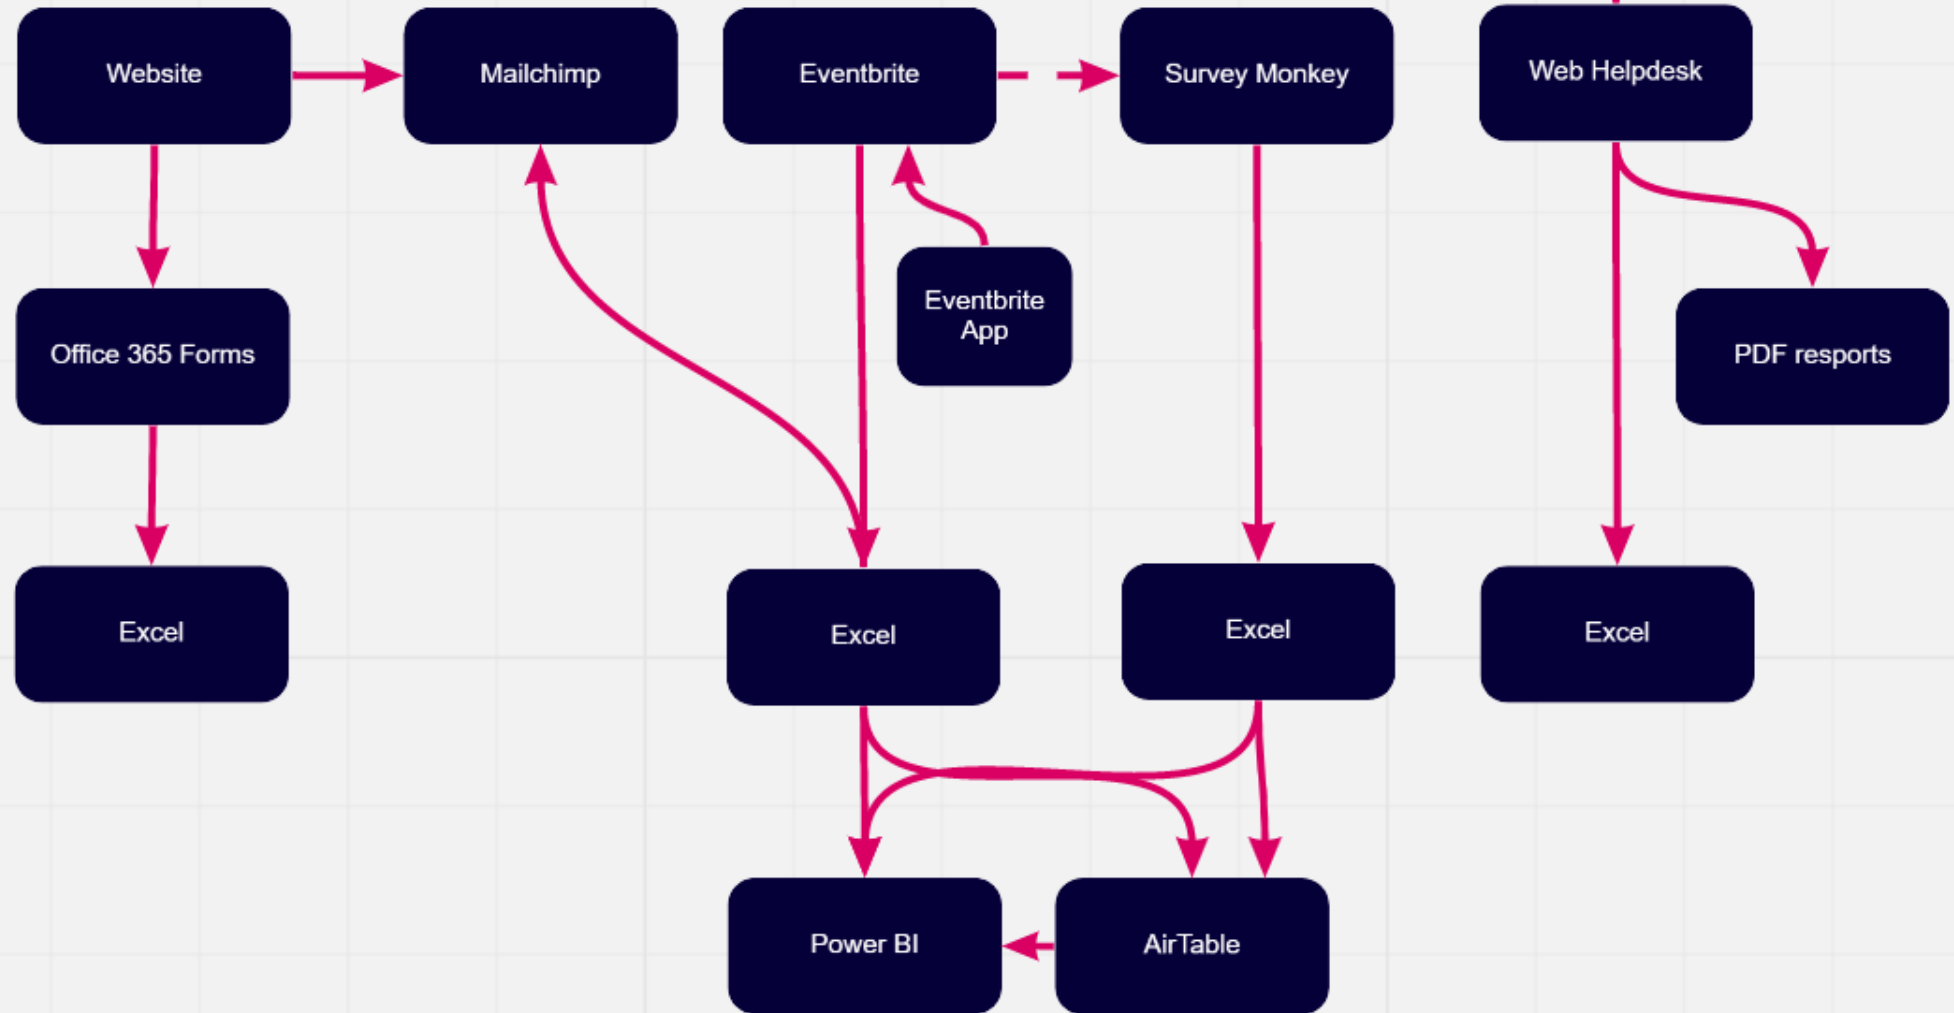 Website
Mailchimp
Eventbrite
Survey Monkey
Web Helpdesk
Eventbrite
App
Office 365 Forms
PDF resports
Excel
Excel
Excel
Excel
Power BI
AirTable